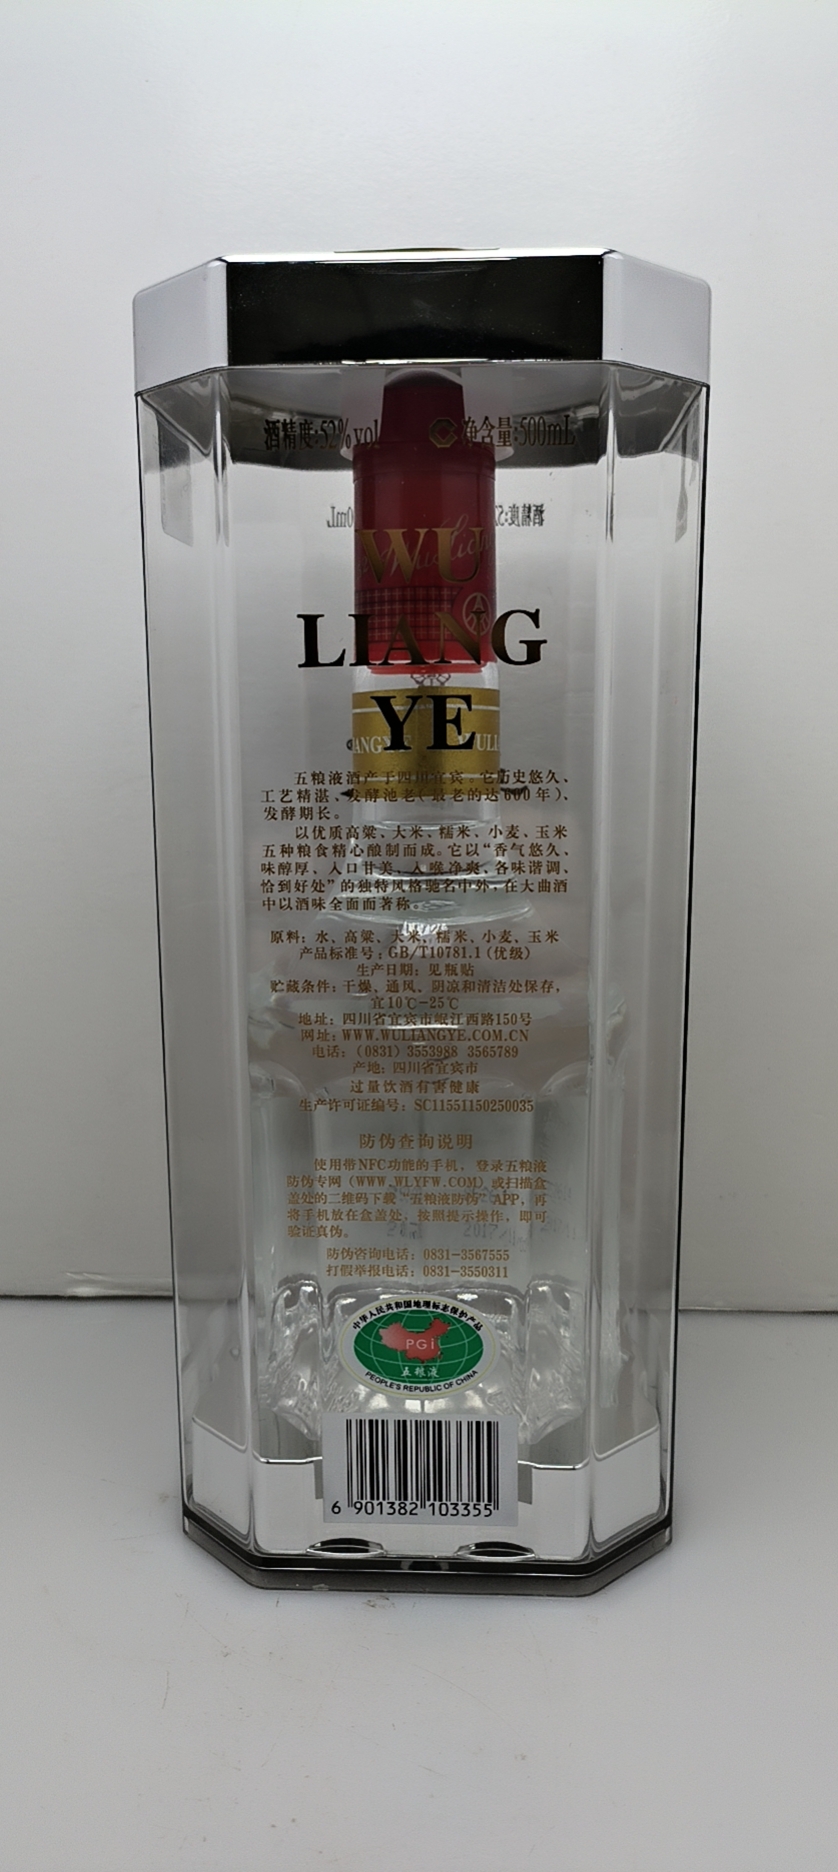 酒精度:52%vol 净含量:500mL
WU
LIANG
YE
五粮液酒产于四川宜宾。它历史悠久、
工艺精湛、发酵池老(最老的达600年)、
发酵期长。
以优质高粱、大米、糯米、小麦、玉米
五种粮食精心酿制而成。它以“香气悠久、
味醇厚、入口甘美、入喉净爽、各味谐调、
恰到好处”的独特风格驰名中外,在大曲酒
中以酒味全面而著称。
原料:水、高粱、大米、糯米、小麦、玉米
产品标准号:GB/T10781.1(优级)
生产日期:见瓶贴
贮藏条件:干燥、通风、阴凉和清洁处保存,
宜10℃-25℃
地址:四川省宜宾市岷江西路150号
网址:WWW.WULIANGYE.COM.CN
电话:(0831)3553988 3565789
产地:四川省宜宾市
过量饮酒有害健康
生产许可证编号:SC11551150250035
防伪查询说明
使用带NFC功能的手机,登录五粮液
防伪专网(WWW.WLYFW.COM)或扫描盒
盖处的二维码下载“五粮液防伪”APP,再
将手机放在盒盖处,按照提示操作,即可
验证真伪。
防伪咨询电话:0831-3567555
打假举报电话:0831-3550311
中华人民共和国地理标志保护产品
PGI
五粮液
PEOPLE'S REPUBLIC OF CHINA
6 901382 103355